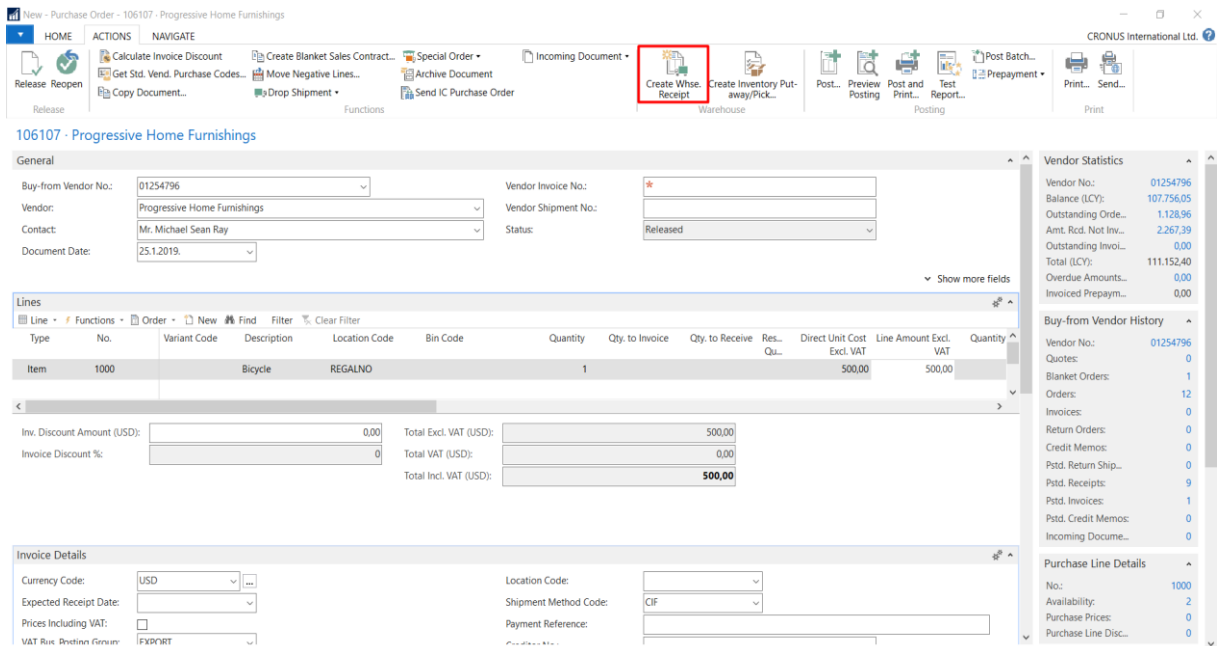 New - Purchase Order - 106107 · Progressive Home Furnishings
HOME ACTIONS NAVIGATE CRONUS International Ltd.
Release Reopen
Release
Calculate Invoice Discount
Get Std. Vend. Purchase Codes...
Copy Document...
Create Blanket Sales Contract...
Move Negative Lines...
Drop Shipment
Special Order
Archive Document
Send IC Purchase Order
Incoming Document
Functions
Create Whse. Receipt
Create Inventory Put-away/Pick...
Warehouse
Post...
Preview Posting
Post and Print...
Test Report...
Post Batch...
Prepayment
Posting
Print... Send...
Print
106107 · Progressive Home Furnishings
General
Buy-from Vendor No.: 01254796
Vendor: Progressive Home Furnishings
Contact: Mr. Michael Sean Ray
Document Date: 25.1.2019.
Vendor Invoice No.: *
Vendor Shipment No.:
Status: Released
Show more fields
Lines
Line Functions Order New Find Filter Clear Filter
Type No. Variant Code Description Location Code Bin Code Quantity Qty. to Invoice Qty. to Receive Res... Qu... Direct Unit Cost Excl. VAT Line Amount Excl. VAT Quantity
Item 1000 Bicycle REGALNO 1 500,00 500,00
Inv. Discount Amount (USD): 0,00
Invoice Discount %: 0
Total Excl. VAT (USD): 500,00
Total VAT (USD): 0,00
Total Incl. VAT (USD): 500,00
Invoice Details
Currency Code: USD ...
Expected Receipt Date:
Prices Including VAT:
VAT Bus. Posting Group: EXPORT
Location Code:
Shipment Method Code: CIF
Payment Reference:
Creditor No.:
Vendor Statistics
Vendor No.: 01254796
Balance (LCY): 107.756,05
Outstanding Orde... 1.128,96
Amt. Rcd. Not Inv... 2.267,39
Outstanding Invoi... 0,00
Total (LCY): 111.152,40
Overdue Amounts... 0,00
Invoiced Prepaym... 0,00
Buy-from Vendor History
Vendor No.: 01254796
Quotes: 0
Blanket Orders: 1
Orders: 12
Invoices: 0
Return Orders: 0
Credit Memos: 0
Pstd. Return Ship... 0
Pstd. Receipts: 9
Pstd. Invoices: 1
Pstd. Credit Memos: 0
Incoming Docume... 0
Purchase Line Details
No.: 1000
Availability: 2
Purchase Prices: 0
Purchase Line Disc... 0